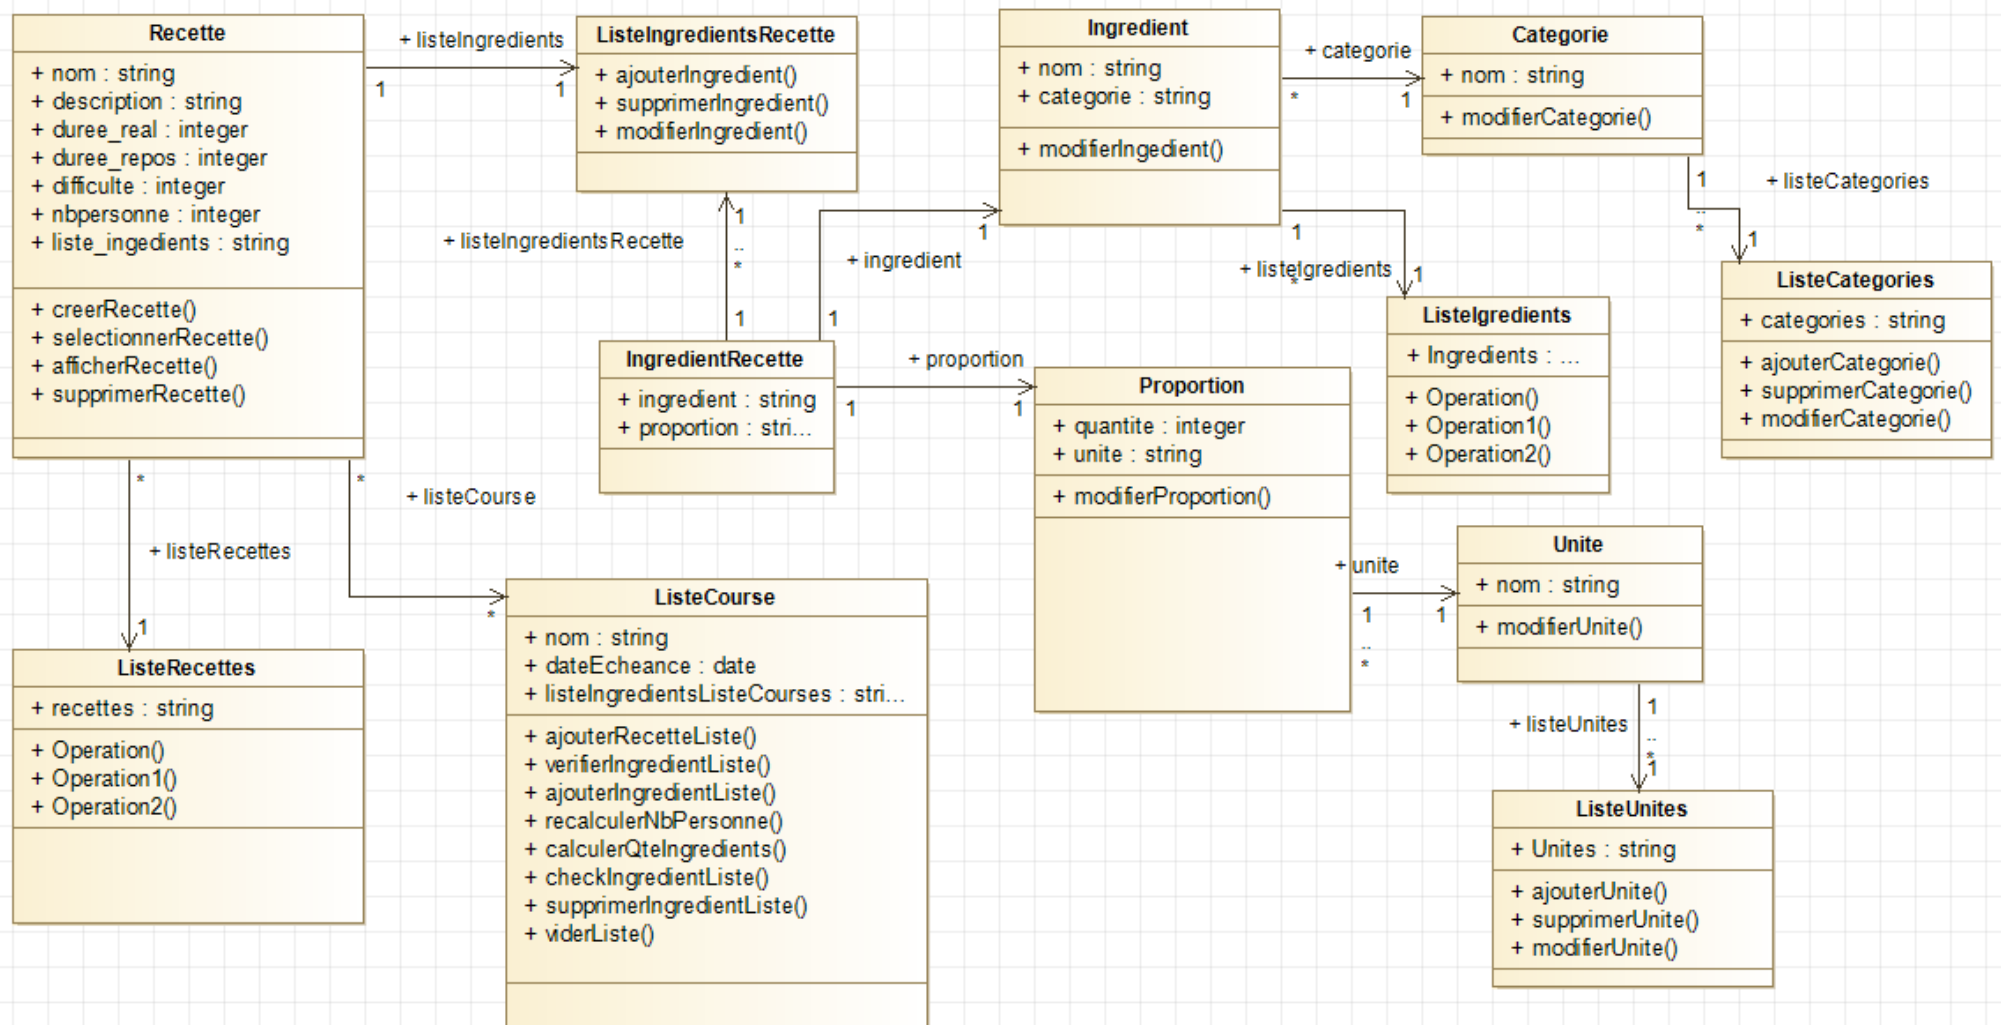 Recette
+ nom : string
+ description : string
+ duree_real : integer
+ duree_repos : integer
+ difficulte : integer
+ nbpersonne : integer
+ liste_ingedients : string
+ creerRecette()
+ selectionnerRecette()
+ afficherRecette()
+ supprimerRecette()
+ listeIngredients
1
1
ListeIngredientsRecette
+ ajouterIngredient()
+ supprimerIngredient()
+ modifierIngredient()
+ listeIngredientsRecette
1
..
*
1
Ingredient
+ nom : string
+ categorie : string
+ modifierIngedient()
+ categorie
*
1
Categorie
+ nom : string
+ modifierCategorie()
1
..
*
+ listeCategories
1
ListeCategories
+ categories : string
+ ajouterCategorie()
+ supprimerCategorie()
+ modifierCategorie()
+ ingredient
1
1
1
..
*
+ listeIgredients
1
ListeIgredients
+ Ingredients : ...
+ Operation()
+ Operation1()
+ Operation2()
IngredientRecette
+ ingredient : string
+ proportion : stri...
+ proportion
1
1
Proportion
+ quantite : integer
+ unite : string
+ modifierProportion()
+ unite
1
..
*
1
Unite
+ nom : string
+ modifierUnite()
+ listeUnites
1
..
*
1
ListeUnites
+ Unites : string
+ ajouterUnite()
+ supprimerUnite()
+ modifierUnite()
*
+ listeRecettes
1
ListeRecettes
+ recettes : string
+ Operation()
+ Operation1()
+ Operation2()
*
+ listeCourse
*
ListeCourse
+ nom : string
+ dateEcheance : date
+ listeIngredientsListeCourses : stri...
+ ajouterRecetteListe()
+ verifierIngredientListe()
+ ajouterIngredientListe()
+ recalculerNbPersonne()
+ calculerQteIngredients()
+ checkIngredientListe()
+ supprimerIngredientListe()
+ viderListe()